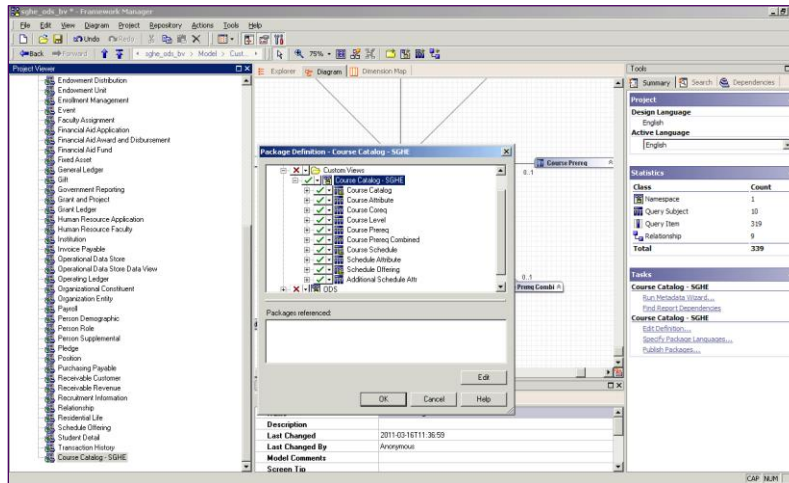 sghe_ods_bv * - Framework Manager
File Edit View Diagram Project Repository Actions Tools Help
Undo Redo
Back Forward sghe_ods_bv > Model > Cust... 75%
Project Viewer
Endowment Distribution
Endowment Unit
Enrollment Management
Event
Faculty Assignment
Financial Aid Application
Financial Aid Award and Disbursement
Financial Aid Fund
Fixed Asset
General Ledger
Gift
Government Reporting
Grant and Project
Grant Ledger
Human Resource Application
Human Resource Faculty
Institution
Invoice Payable
Operational Data Store
Operational Data Store Data View
Operating Ledger
Organizational Constituent
Organization Entity
Payroll
Person Demographic
Person Role
Person Supplemental
Pledge
Position
Purchasing Payable
Receivable Customer
Receivable Revenue
Recruitment Information
Relationship
Residential Life
Schedule Offering
Student Detail
Transaction History
Course Catalog - SGHE
Explorer Diagram Dimension Map
Course Prereq
0..1
0..1
Prereq Combi
Package Definition - Course Catalog - SGHE
Custom Views
Course Catalog - SGHE
Course Catalog
Course Attribute
Course Coreq
Course Level
Course Prereq
Course Prereq Combined
Course Schedule
Schedule Attribute
Schedule Offering
Additional Schedule Attr
ODS
Packages referenced:
Edit
OK Cancel Help
Description
Last Changed 2011-03-16T11:36:59
Last Changed By Anonymous
Model Comments
Screen Tip
Tools
Summary Search Dependencies
Project
Design Language
English
Active Language
English
Statistics
Class Count
Namespace 1
Query Subject 10
Query Item 319
Relationship 9
Total 339
Tasks
Course Catalog - SGHE
Run Metadata Wizard...
Find Report Dependencies
Course Catalog - SGHE
Edit Definition...
Specify Package Languages...
Publish Packages...
CAP NUM